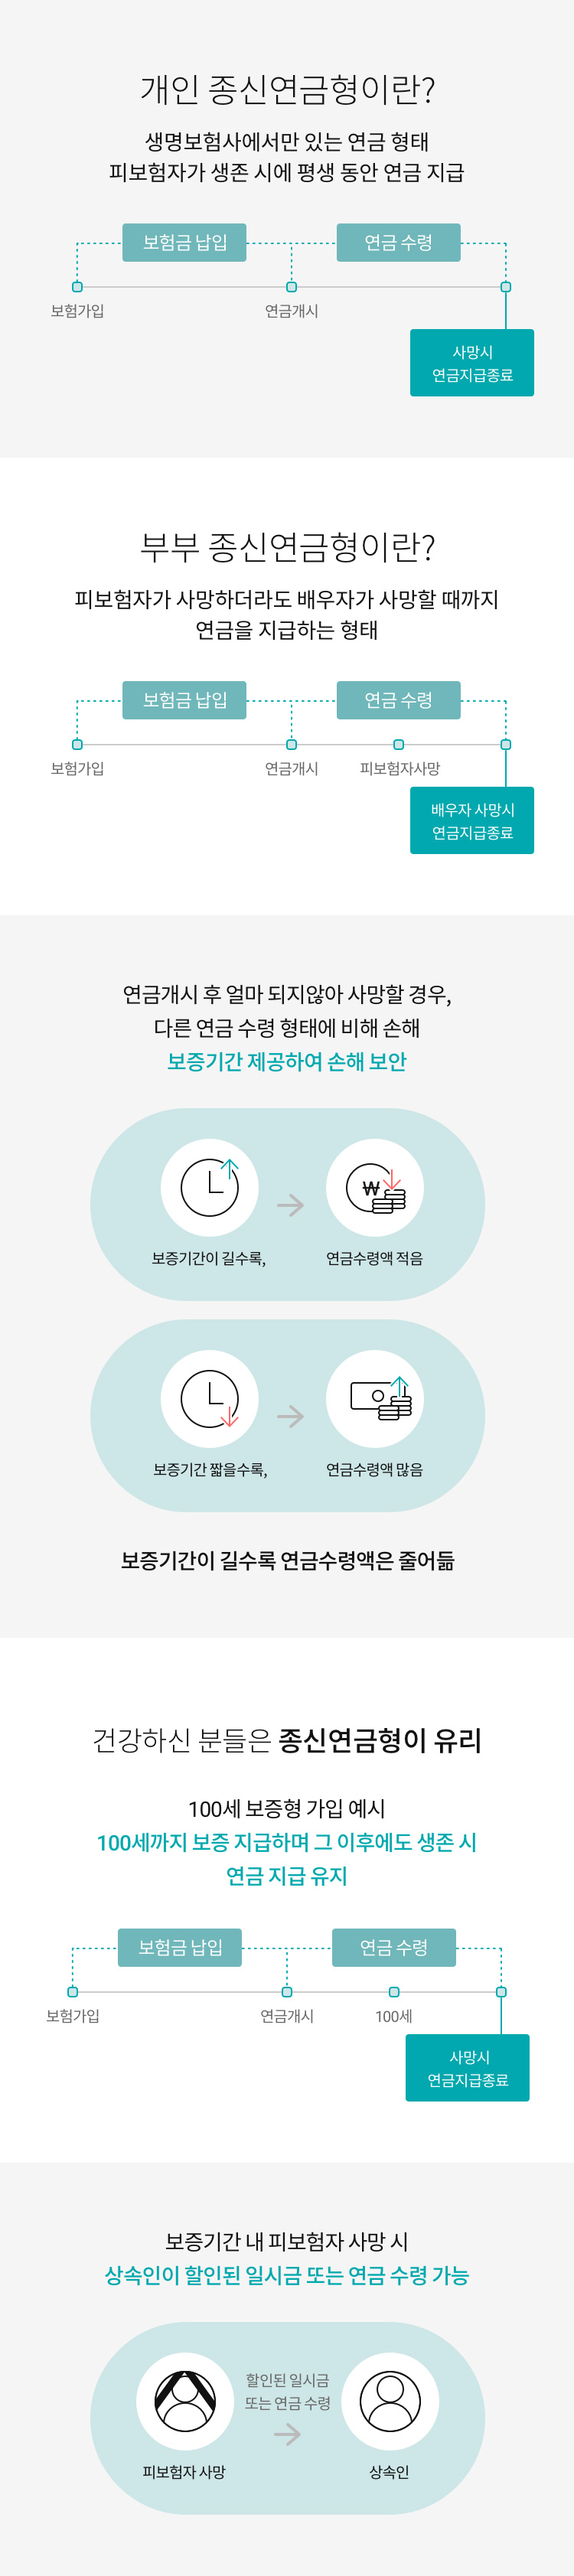 개인 종신연금형이란?
생명보험사에서만 있는 연금 형태
피보험자가 생존 시에 평생 동안 연금 지급
보험금 납입
연금 수령
보험가입
연금개시
사망시
연금지급종료
부부 종신연금형이란?
피보험자가 사망하더라도 배우자가 사망할 때까지
연금을 지급하는 형태
보험금 납입
연금 수령
보험가입
연금개시
피보험자사망
배우자 사망시
연금지급종료
연금개시 후 얼마 되지않아 사망할 경우,
다른 연금 수령 형태에 비해 손해
보증기간 제공하여 손해 보안
₩
보증기간이 길수록,
연금수령액 적음
보증기간 짧을수록,
연금수령액 많음
보증기간이 길수록 연금수령액은 줄어듦
건강하신 분들은 종신연금형이 유리
100세 보증형 가입 예시
100세까지 보증 지급하며 그 이후에도 생존 시
연금 지급 유지
보험금 납입
연금 수령
보험가입
연금개시
100세
사망시
연금지급종료
보증기간 내 피보험자 사망 시
상속인이 할인된 일시금 또는 연금 수령 가능
할인된 일시금
또는 연금 수령
피보험자 사망
상속인